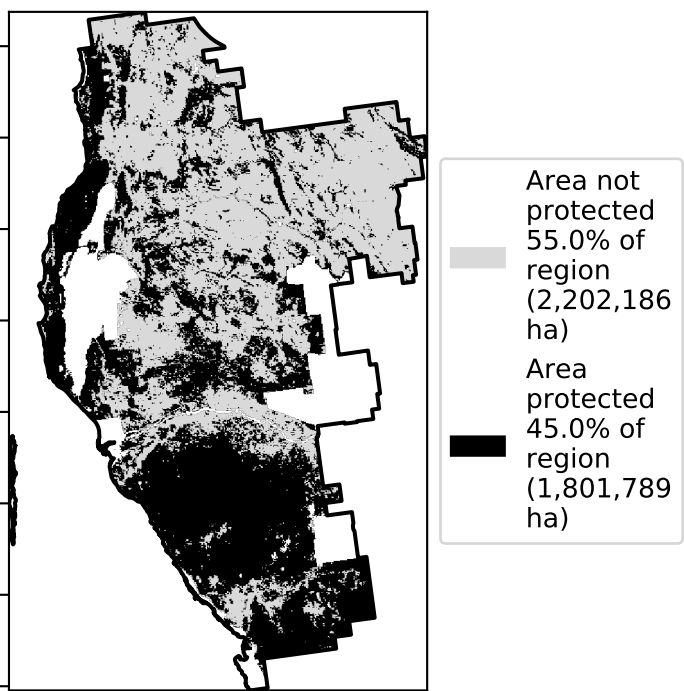 Area not
protected
55.0% of
region
(2,202,186
ha)
Area
protected
45.0% of
region
(1,801,789
ha)